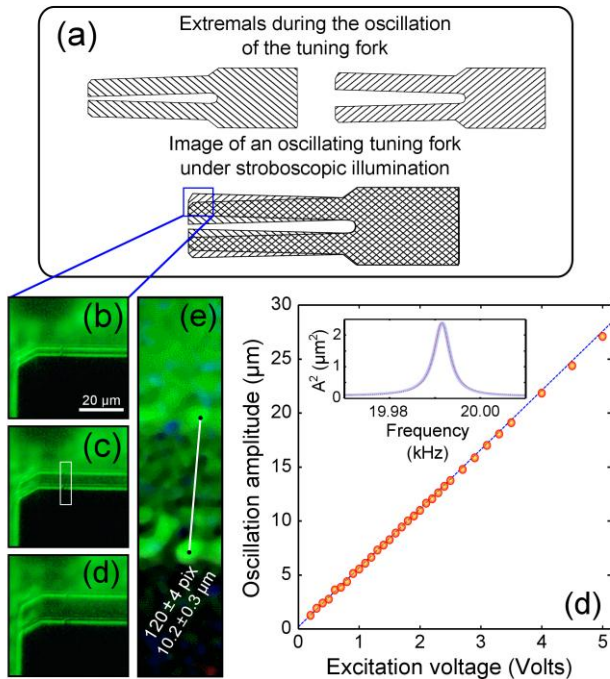 (a)
Extremals during the oscillation
of the tuning fork
Image of an oscillating tuning fork
under stroboscopic illumination
(b)
20 µm
(c)
(d)
(e)
120±4 pix
10.2±0.3 µm
30
25
20
15
10
5
0
Oscillation amplitude (µm)
2
1
0
A² (µm²)
19.98
20.00
Frequency
(kHz)
(d)
0
1
2
3
4
5
Excitation voltage (Volts)